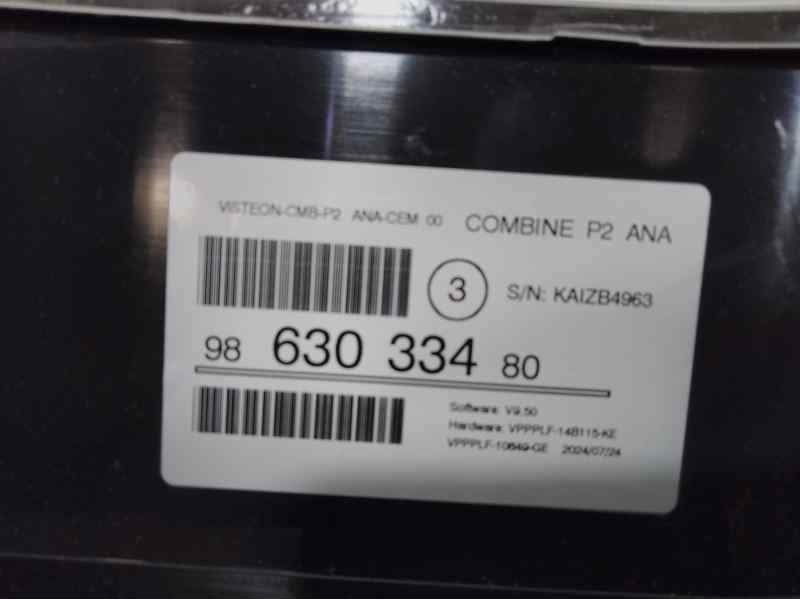 VISTEON-CMB-P2 ANA-CEM 00 COMBINE P2 ANA
3 S/N: KAIZB4963
98 630 334 80
Software: V9.50
Hardware: VPPPLF-14B115-KE
VPPPLF-10849-GE 2024/07/24